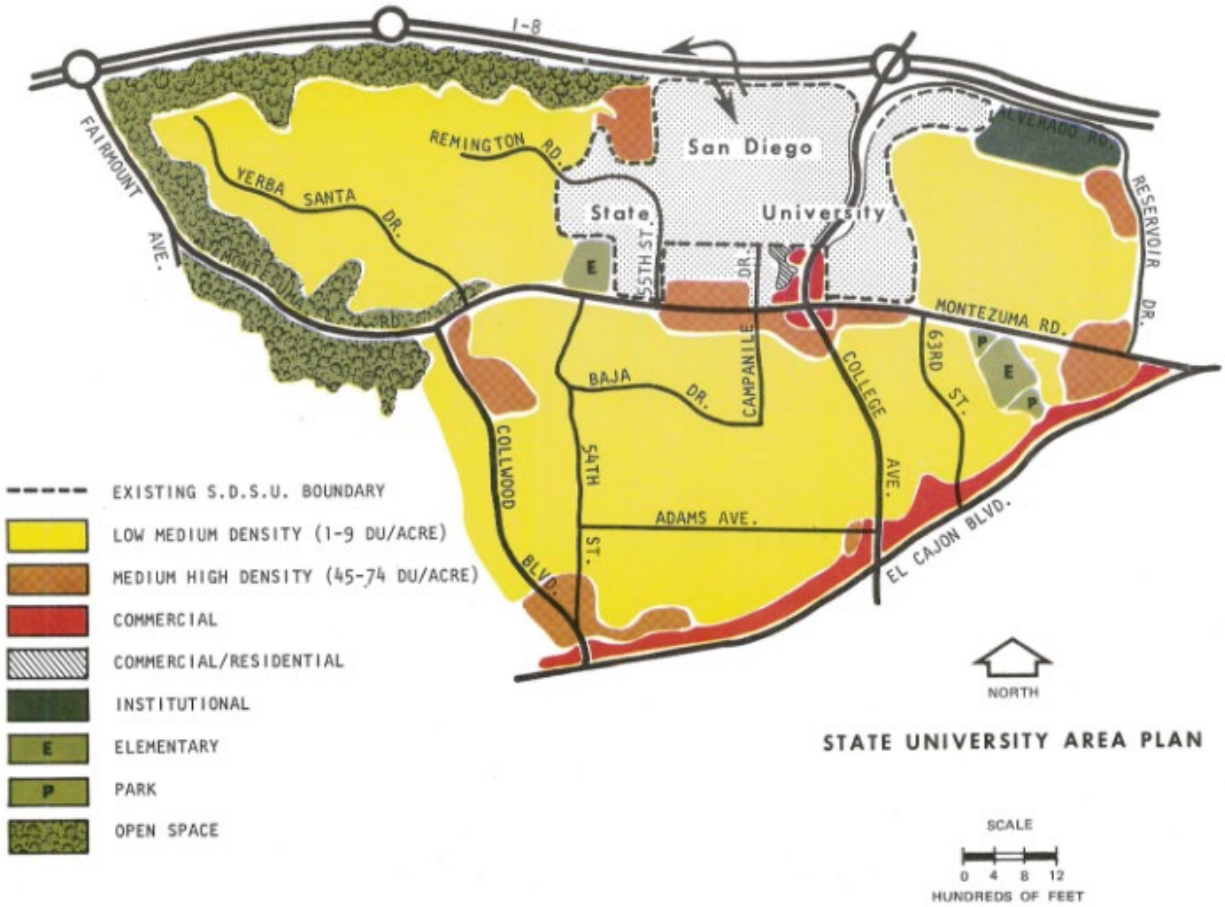 I-8
FAIRMOUNT
AVE.
YERBA
SANTA
DR.
REMINGTON RD.
San Diego
State
University
ALVERADO RD.
RESERVOIR
DR.
MONTEZUMA
RD.
E
55TH ST.
CAMPANILE DR.
MONTEZUMA RD.
BAJA
DR.
COLLEGE
AVE.
63RD
ST.
P
E
P
COLLWOOD
BLVD.
54TH
ST.
ADAMS AVE.
EL CAJON BLVD.
EXISTING S.D.S.U. BOUNDARY
LOW MEDIUM DENSITY (1-9 DU/ACRE)
MEDIUM HIGH DENSITY (45-74 DU/ACRE)
COMMERCIAL
COMMERCIAL/RESIDENTIAL
INSTITUTIONAL
E ELEMENTARY
P PARK
OPEN SPACE
NORTH
STATE UNIVERSITY AREA PLAN
SCALE
0 4 8 12
HUNDREDS OF FEET